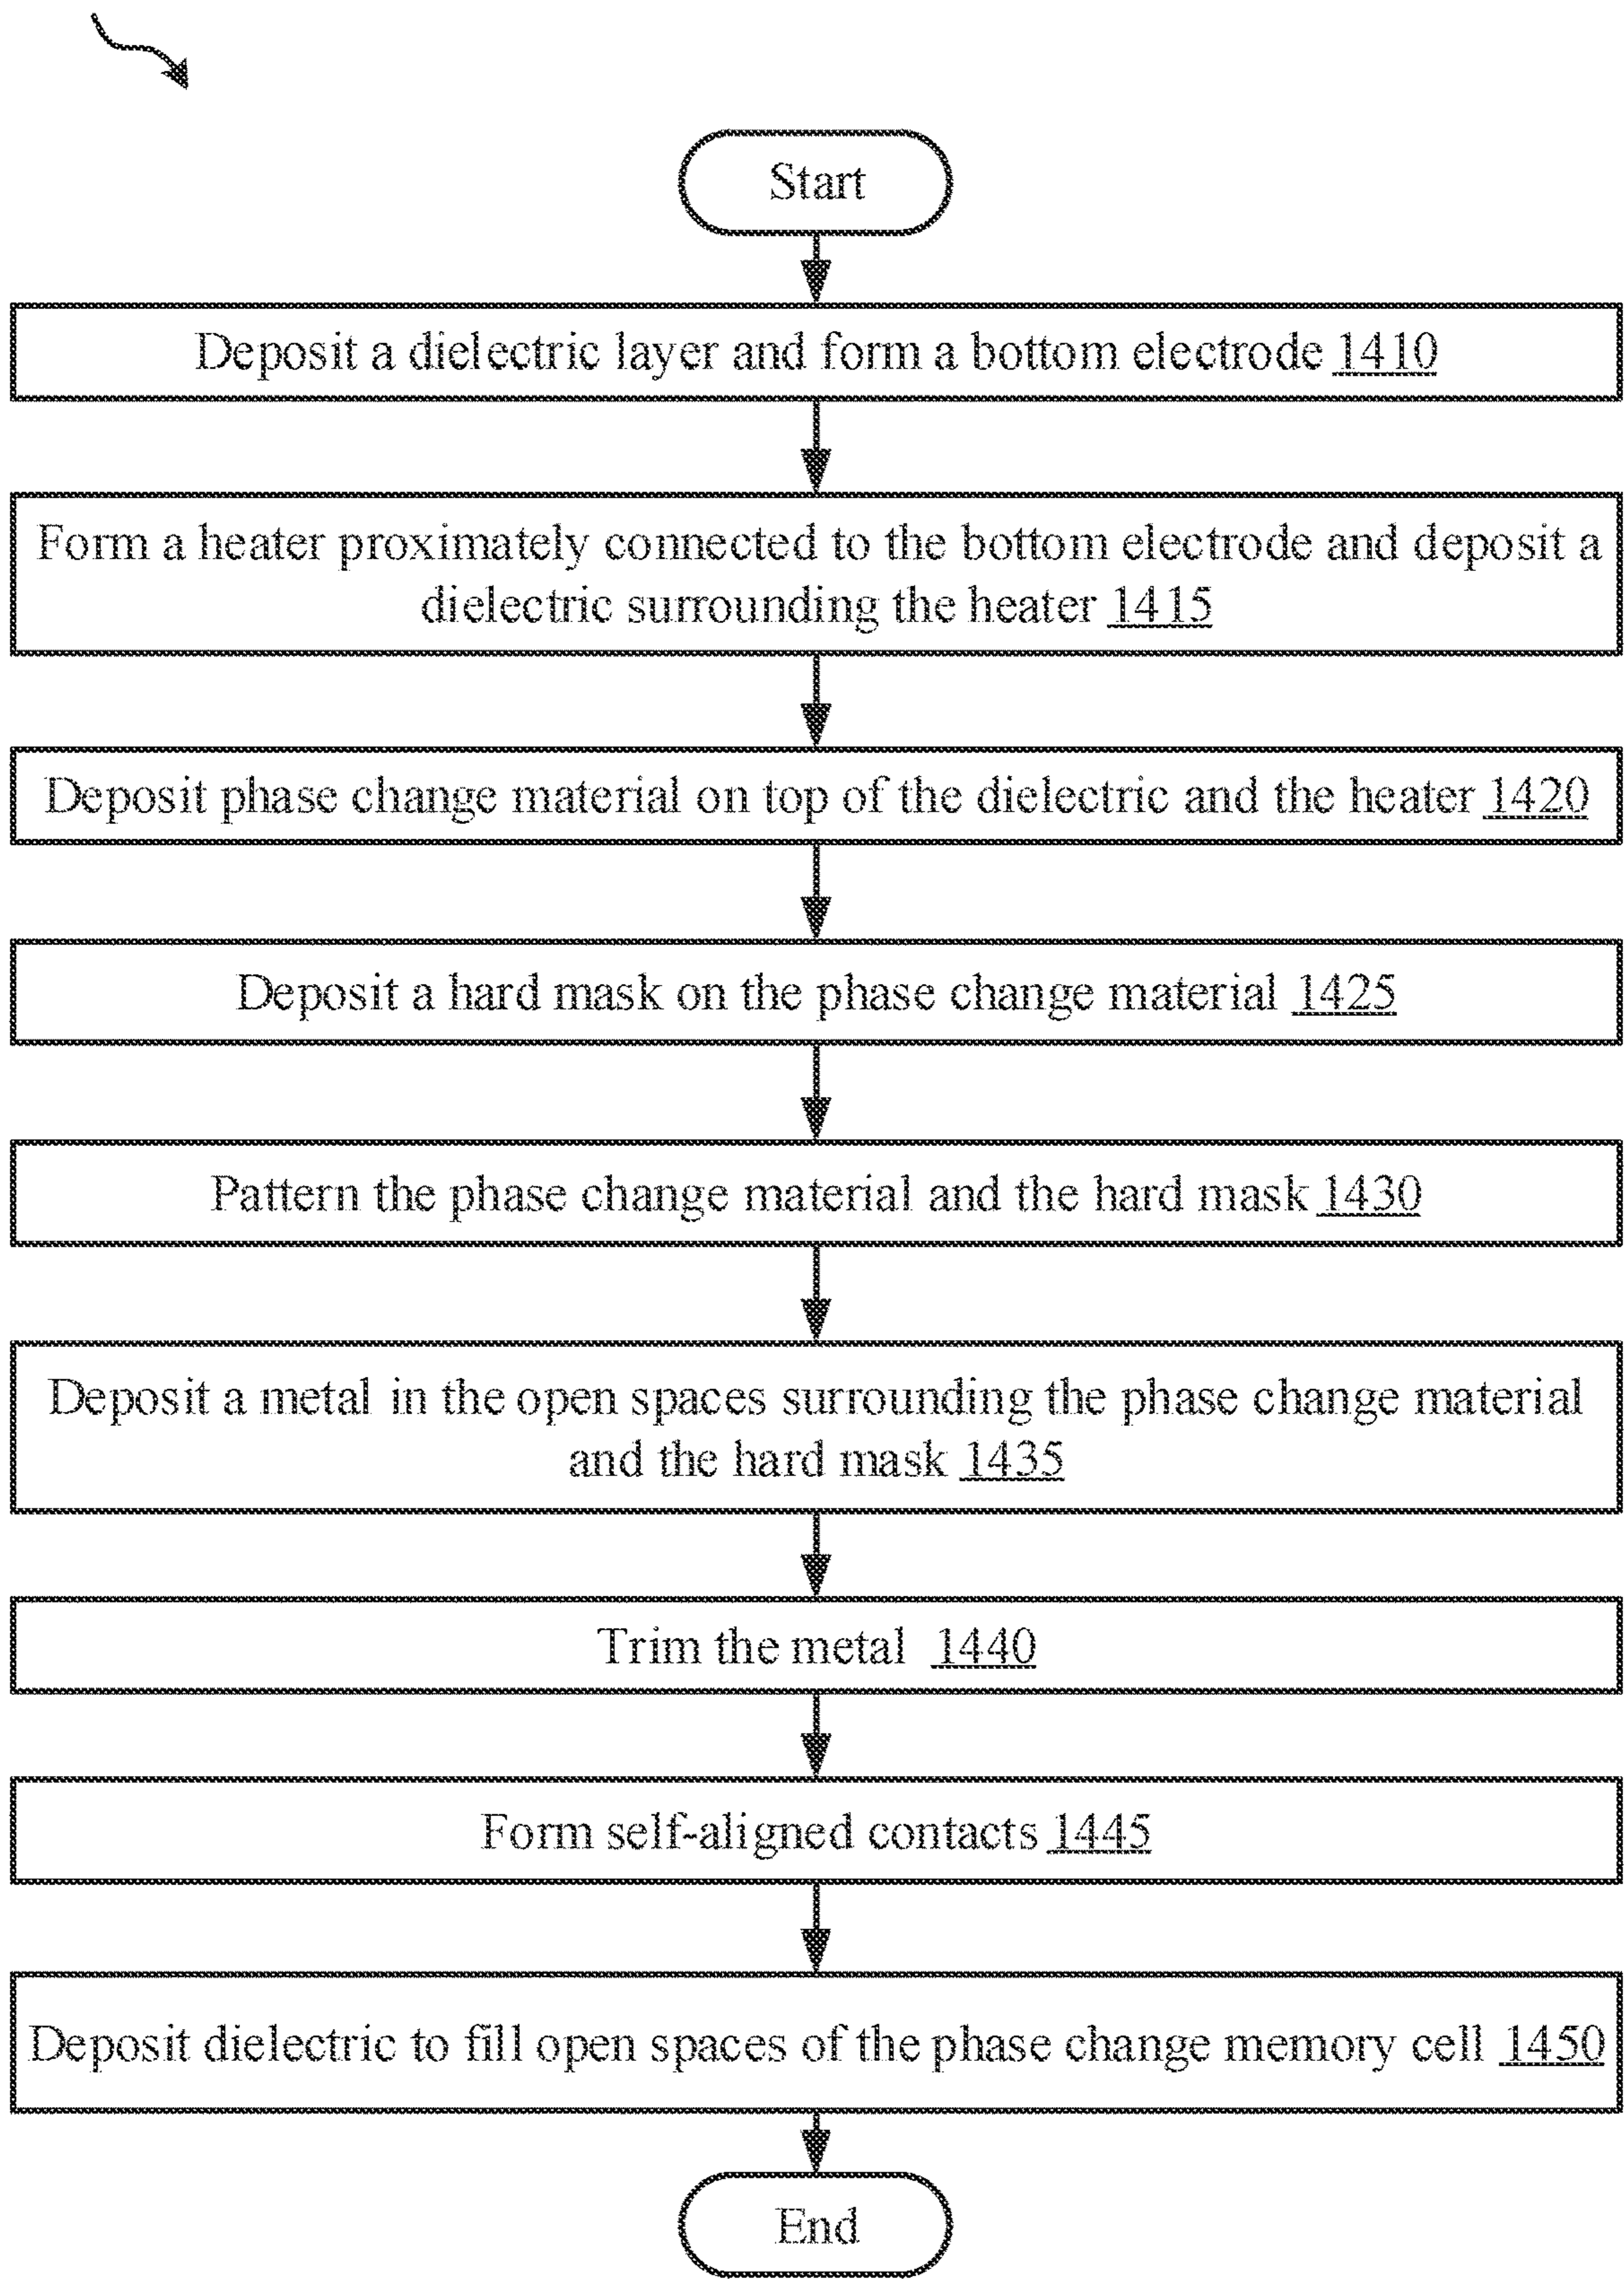 Start
Deposit a dielectric layer and form a bottom electrode 1410
Form a heater proximately connected to the bottom electrode and deposit a
dielectric surrounding the heater 1415
Deposit phase change material on top of the dielectric and the heater 1420
Deposit a hard mask on the phase change material 1425
Pattern the phase change material and the hard mask 1430
Deposit a metal in the open spaces surrounding the phase change material
and the hard mask 1435
Trim the metal 1440
Form self-aligned contacts 1445
Deposit dielectric to fill open spaces of the phase change memory cell 1450
End